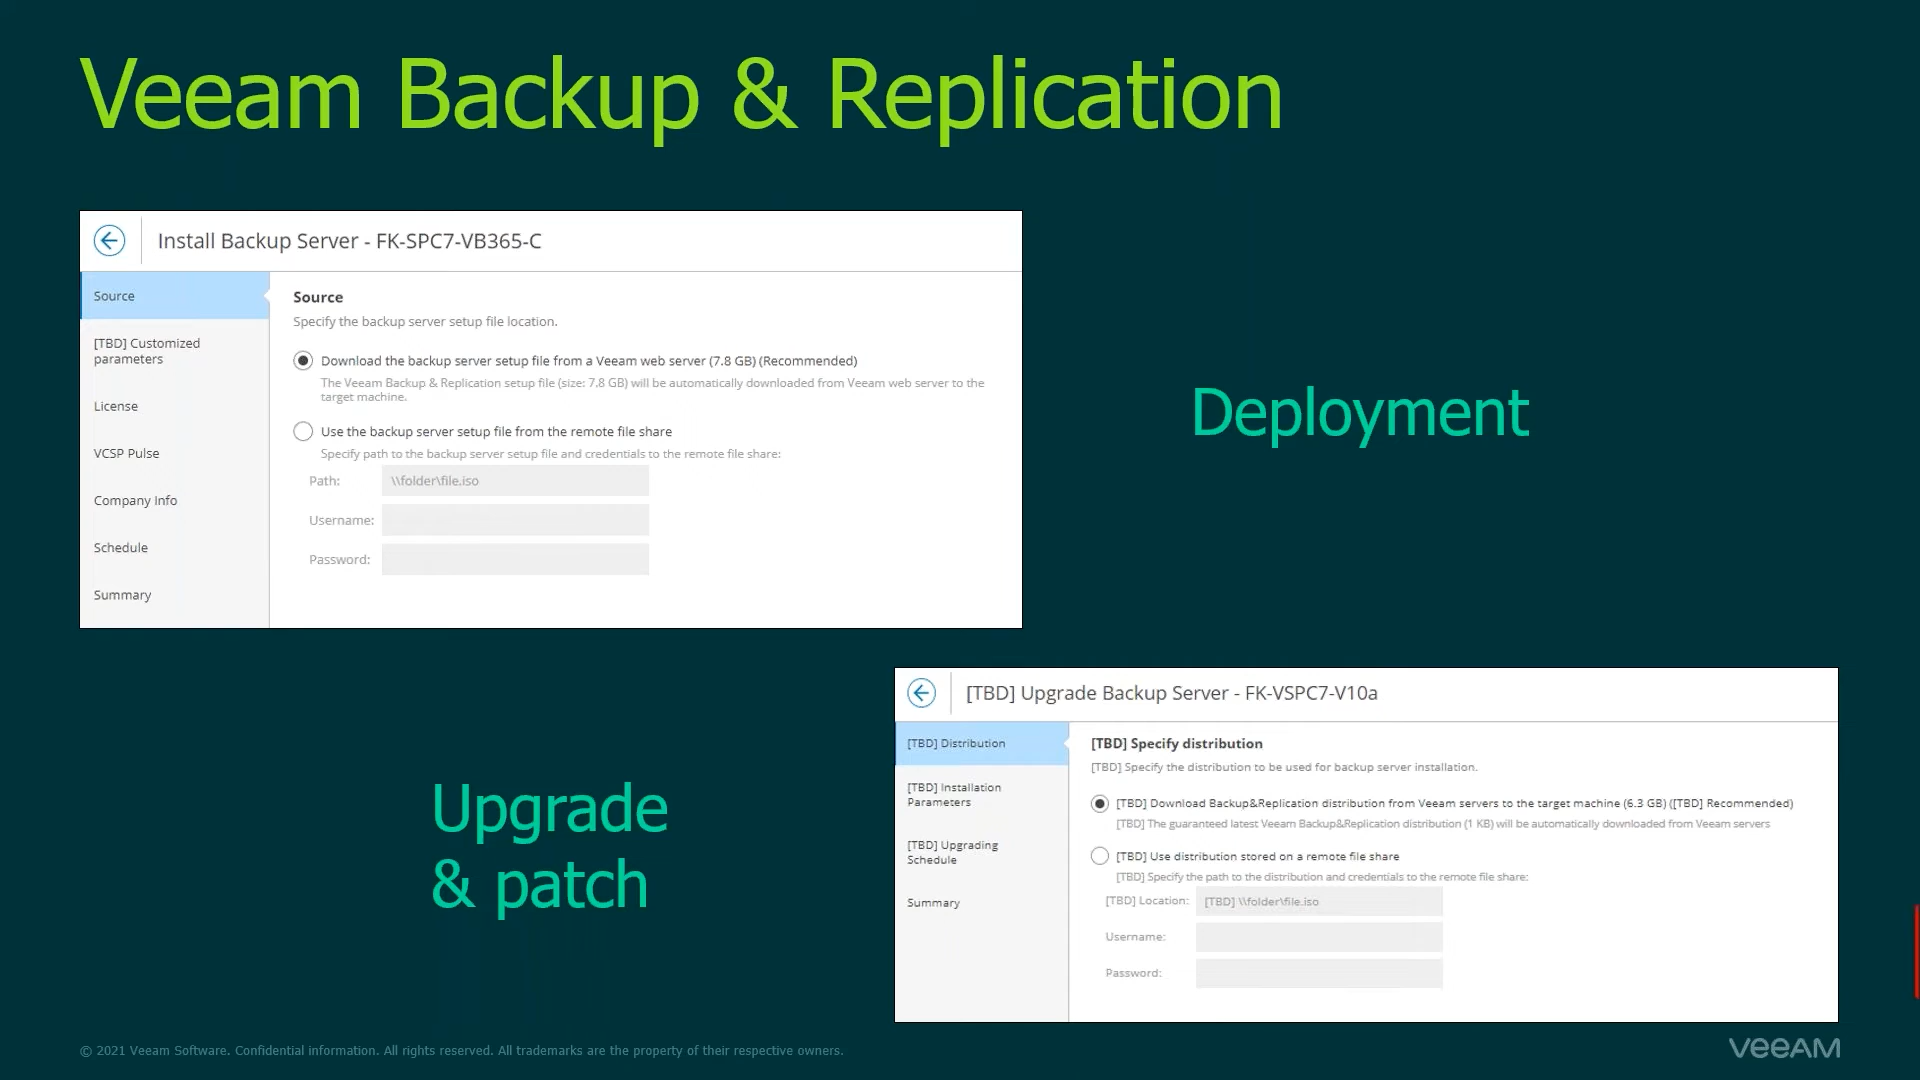 Veeam Backup & Replication
Install Backup Server - FK-SPC7-VB365-C
Source
[TBD] Customized
parameters
License
VCSP Pulse
Company Info
Schedule
Summary
Source
Specify the backup server setup file location.
Download the backup server setup file from a Veeam web server (7.8 GB) (Recommended)
The Veeam Backup & Replication setup file (size: 7.8 GB) will be automatically downloaded from Veeam web server to the
target machine.
Use the backup server setup file from the remote file share
Specify path to the backup server setup file and credentials to the remote file share:
Path: \\folder\file.iso
Username:
Password:
Deployment
Upgrade
& patch
[TBD] Upgrade Backup Server - FK-VSPC7-V10a
[TBD] Distribution
[TBD] Installation
Parameters
[TBD] Upgrading
Schedule
Summary
[TBD] Specify distribution
[TBD] Specify the distribution to be used for backup server installation.
[TBD] Download Backup&Replication distribution from Veeam servers to the target machine (6.3 GB) ([TBD] Recommended)
[TBD] The guaranteed latest Veeam Backup&Replication distribution (1 KB) will be automatically downloaded from Veeam servers
[TBD] Use distribution stored on a remote file share
[TBD] Specify the path to the distribution and credentials to the remote file share:
[TBD] Location: [TBD] \\folder\file.iso
Username:
Password:
© 2021 Veeam Software. Confidential information. All rights reserved. All trademarks are the property of their respective owners.
veeAM